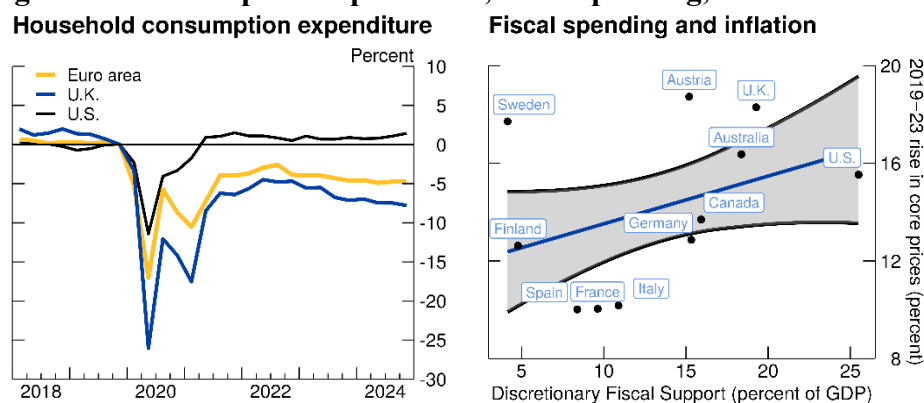 Household consumption expenditure
Percent
Euro area
U.K.
U.S.
10
5
0
-5
-10
-15
-20
-25
-30
2018
2020
2022
2024
Fiscal spending and inflation
20
16
12
8
2019-23 rise in core prices (percent)
Sweden
Austria
U.K.
Australia
U.S.
Canada
Germany
Finland
Spain
France
Italy
5
10
15
20
25
Discretionary Fiscal Support (percent of GDP)